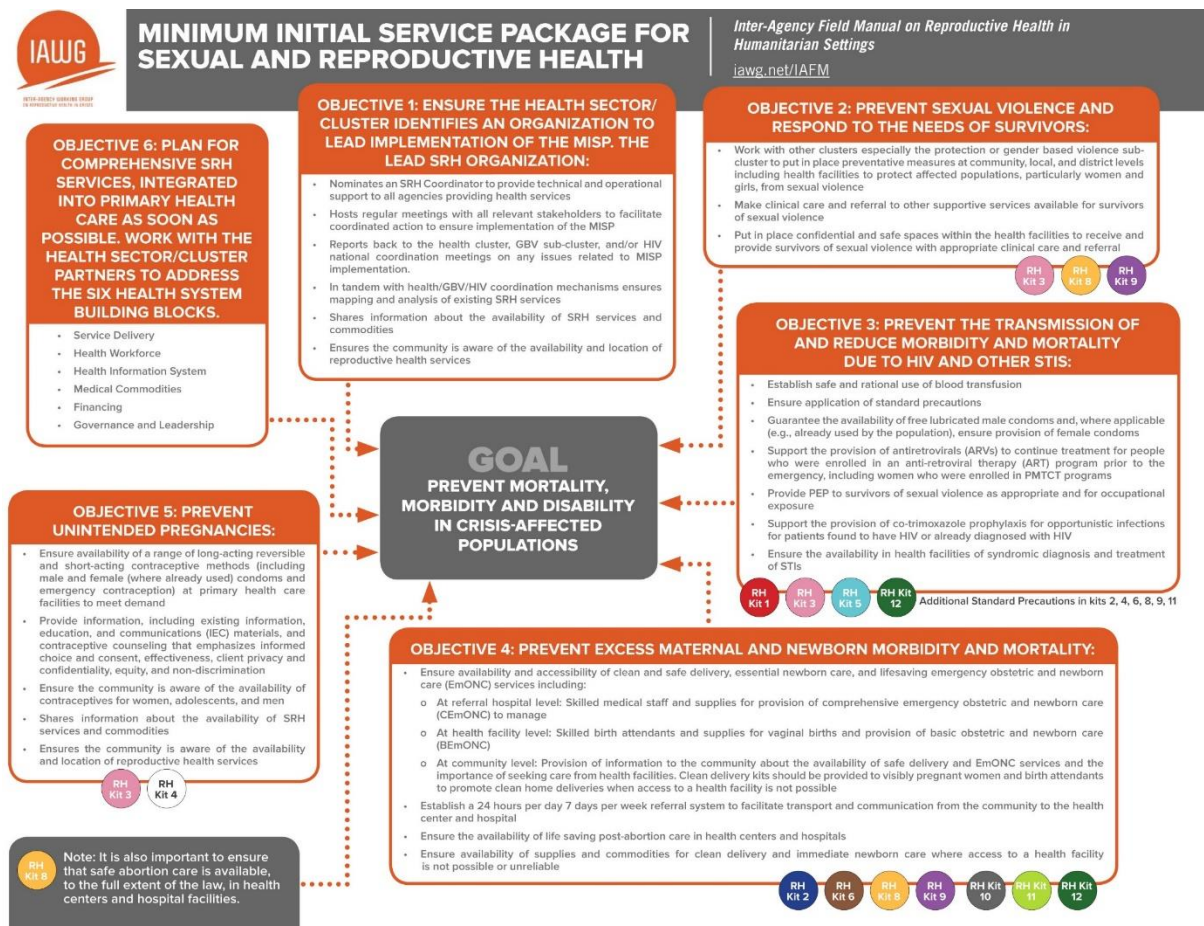 IAWG
INTER-AGENCY WORKING GROUP
ON REPRODUCTIVE HEALTH IN CRISES
MINIMUM INITIAL SERVICE PACKAGE FOR
SEXUAL AND REPRODUCTIVE HEALTH
Inter-Agency Field Manual on Reproductive Health in
Humanitarian Settings
iawg.net/IAFM
OBJECTIVE 1: ENSURE THE HEALTH SECTOR/
CLUSTER IDENTIFIES AN ORGANIZATION TO
LEAD IMPLEMENTATION OF THE MISP. THE
LEAD SRH ORGANIZATION:
• Nominates an SRH Coordinator to provide technical and operational
support to all agencies providing health services
• Hosts regular meetings with all relevant stakeholders to facilitate
coordinated action to ensure implementation of the MISP
• Reports back to the health cluster, GBV sub-cluster, and/or HIV
national coordination meetings on any issues related to MISP
implementation.
• In tandem with health/GBV/HIV coordination mechanisms ensures
mapping and analysis of existing SRH services
• Shares information about the availability of SRH services and
commodities
• Ensures the community is aware of the availability and location of
reproductive health services
OBJECTIVE 2: PREVENT SEXUAL VIOLENCE AND
RESPOND TO THE NEEDS OF SURVIVORS:
• Work with other clusters especially the protection or gender based violence sub-
cluster to put in place preventative measures at community, local, and district levels
including health facilities to protect affected populations, particularly women and
girls, from sexual violence
• Make clinical care and referral to other supportive services available for survivors
of sexual violence
• Put in place confidential and safe spaces within the health facilities to receive and
provide survivors of sexual violence with appropriate clinical care and referral
RH
Kit 3
RH
Kit 8
RH
Kit 9
OBJECTIVE 3: PREVENT THE TRANSMISSION OF
AND REDUCE MORBIDITY AND MORTALITY
DUE TO HIV AND OTHER STIS:
• Establish safe and rational use of blood transfusion
• Ensure application of standard precautions
• Guarantee the availability of free lubricated male condoms and, where applicable
(e.g., already used by the population), ensure provision of female condoms
• Support the provision of antiretrovirals (ARVs) to continue treatment for people
who were enrolled in an anti-retroviral therapy (ART) program prior to the
emergency, including women who were enrolled in PMTCT programs
• Provide PEP to survivors of sexual violence as appropriate and for occupational
exposure
• Support the provision of co-trimoxazole prophylaxis for opportunistic infections
for patients found to have HIV or already diagnosed with HIV
• Ensure the availability in health facilities of syndromic diagnosis and treatment
of STIs
RH
Kit 1
RH
Kit 3
RH
Kit 5
RH Kit
12
Additional Standard Precautions in kits 2, 4, 6, 8, 9, 11
OBJECTIVE 4: PREVENT EXCESS MATERNAL AND NEWBORN MORBIDITY AND MORTALITY:
• Ensure availability and accessibility of clean and safe delivery, essential newborn care, and lifesaving emergency obstetric and newborn
care (EmONC) services including:
o At referral hospital level: Skilled medical staff and supplies for provision of comprehensive emergency obstetric and newborn care
(CEmONC) to manage
o At health facility level: Skilled birth attendants and supplies for vaginal births and provision of basic obstetric and newborn care
(BEmONC)
o At community level: Provision of information to the community about the availability of safe delivery and EmONC services and the
importance of seeking care from health facilities. Clean delivery kits should be provided to visibly pregnant women and birth attendants
to promote clean home deliveries when access to a health facility is not possible
• Establish a 24 hours per day 7 days per week referral system to facilitate transport and communication from the community to the health
center and hospital
• Ensure the availability of life saving post-abortion care in health centers and hospitals
• Ensure availability of supplies and commodities for clean delivery and immediate newborn care where access to a health facility
is not possible or unreliable
RH
Kit 2
RH
Kit 6
RH
Kit 8
RH
Kit 9
RH Kit
10
RH Kit
11
RH Kit
12
OBJECTIVE 5: PREVENT
UNINTENDED PREGNANCIES:
• Ensure availability of a range of long-acting reversible
and short-acting contraceptive methods (including
male and female (where already used) condoms and
emergency contraception) at primary health care
facilities to meet demand
• Provide information, including existing information,
education, and communications (IEC) materials, and
contraceptive counseling that emphasizes informed
choice and consent, effectiveness, client privacy and
confidentiality, equity, and non-discrimination
• Ensure the community is aware of the availability of
contraceptives for women, adolescents, and men
• Shares information about the availability of SRH
services and commodities
• Ensures the community is aware of the availability
and location of reproductive health services
RH
Kit 3
RH
Kit 4
OBJECTIVE 6: PLAN FOR
COMPREHENSIVE SRH
SERVICES, INTEGRATED
INTO PRIMARY HEALTH
CARE AS SOON AS
POSSIBLE. WORK WITH THE
HEALTH SECTOR/CLUSTER
PARTNERS TO ADDRESS
THE SIX HEALTH SYSTEM
BUILDING BLOCKS.
• Service Delivery
• Health Workforce
• Health Information System
• Medical Commodities
• Financing
• Governance and Leadership
GOAL
PREVENT MORTALITY,
MORBIDITY AND DISABILITY
IN CRISIS-AFFECTED
POPULATIONS
RH
Kit 8
Note: It is also important to ensure
that safe abortion care is available,
to the full extent of the law, in health
centers and hospital facilities.